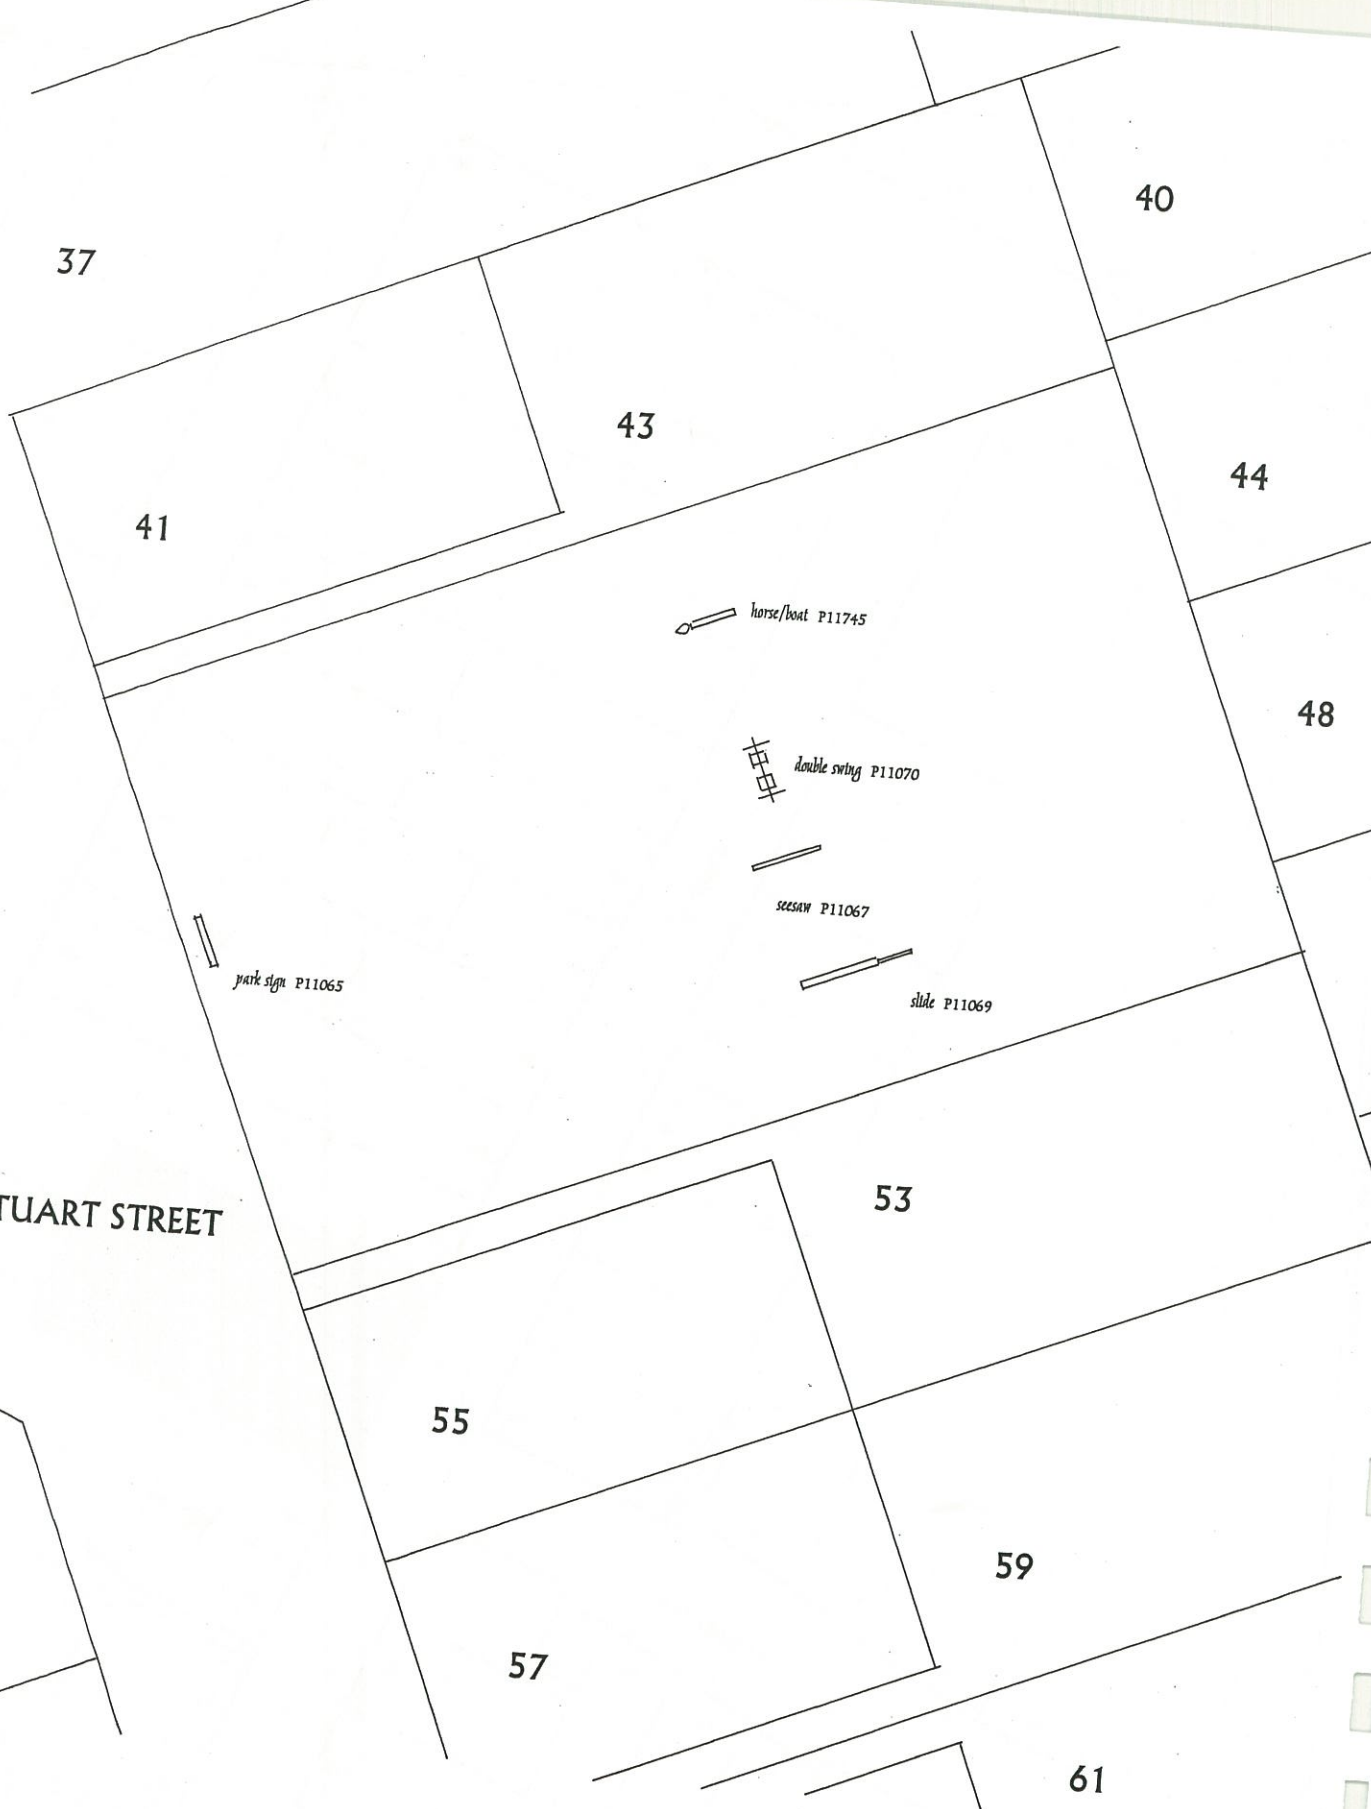 40
37
43
44
41
horse/boat P11745
48
double swing P11070
seesaw P11067
park sign P11065
slide P11069
53
TUART STREET
55
59
57
61